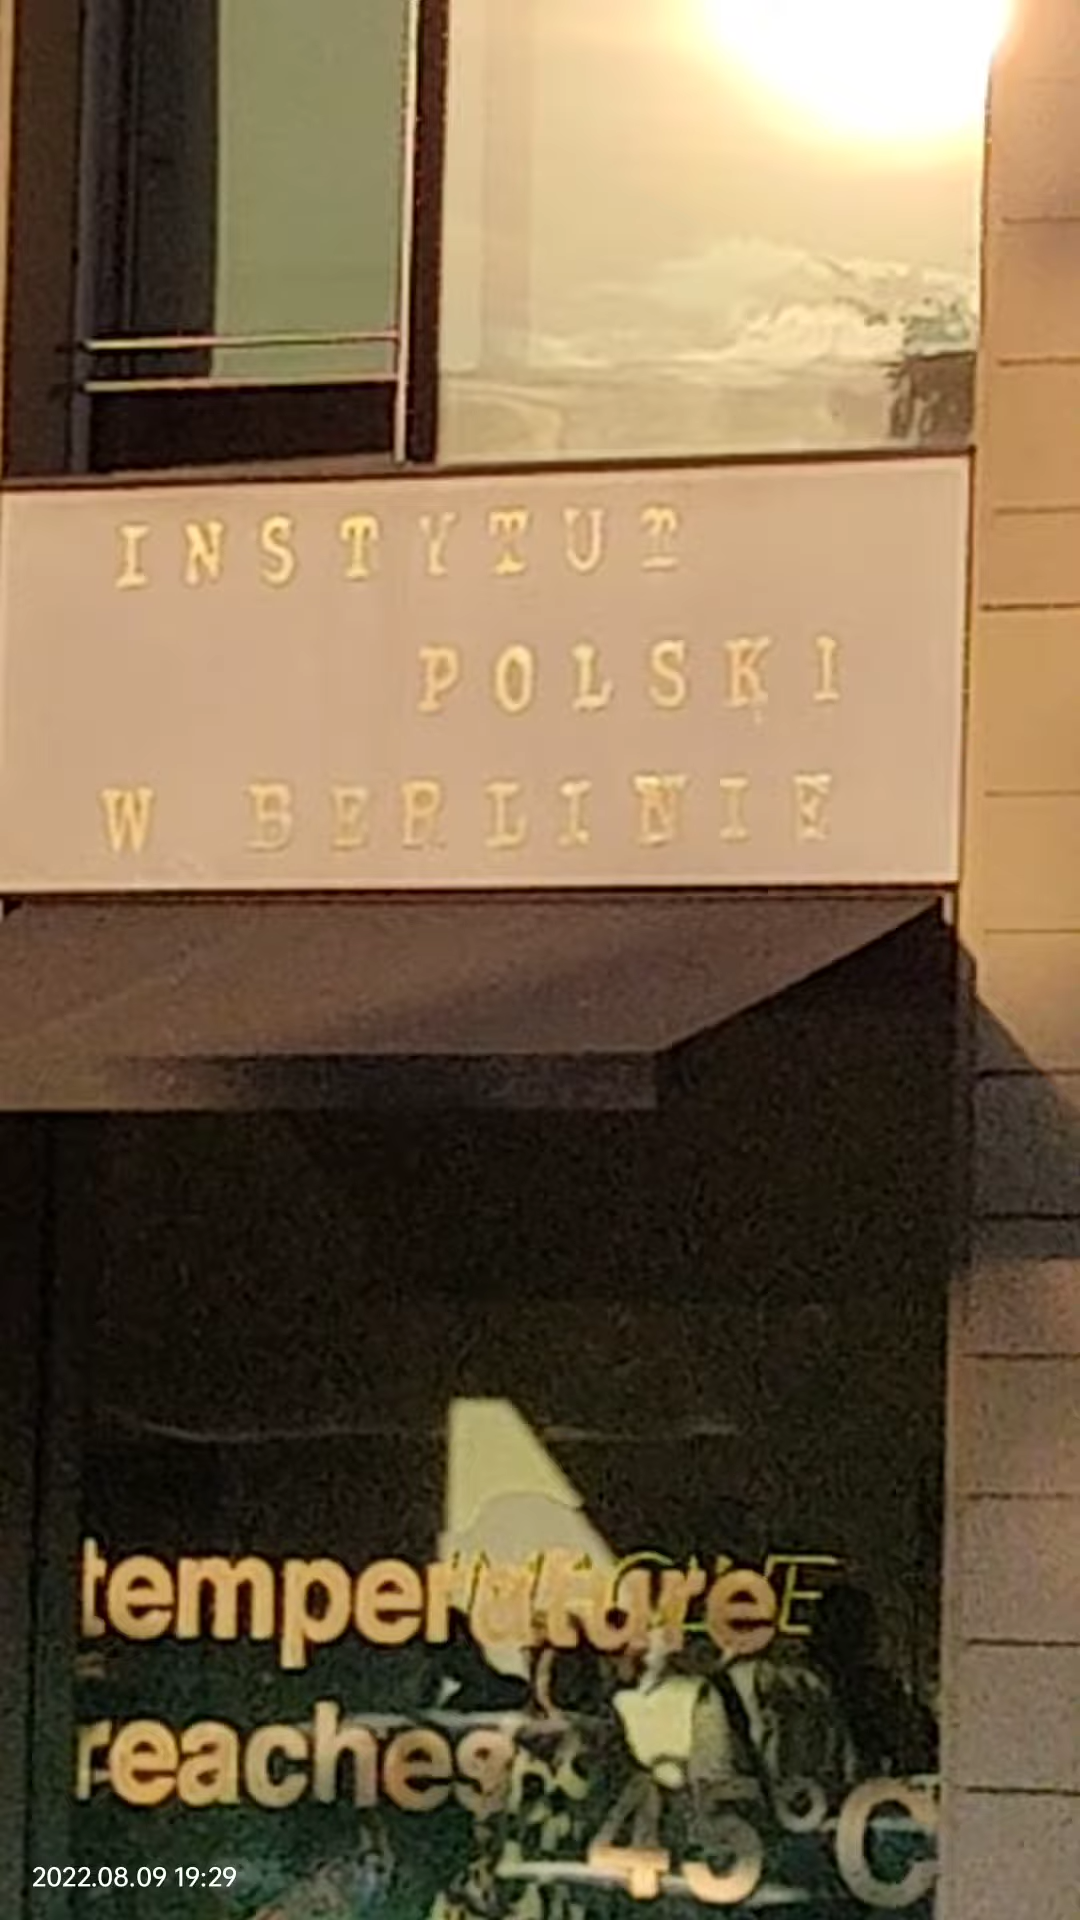 INSTYTUT
POLSKI
W BERLINIE
temperature
reaches
45°C
2022.08.09 19:29